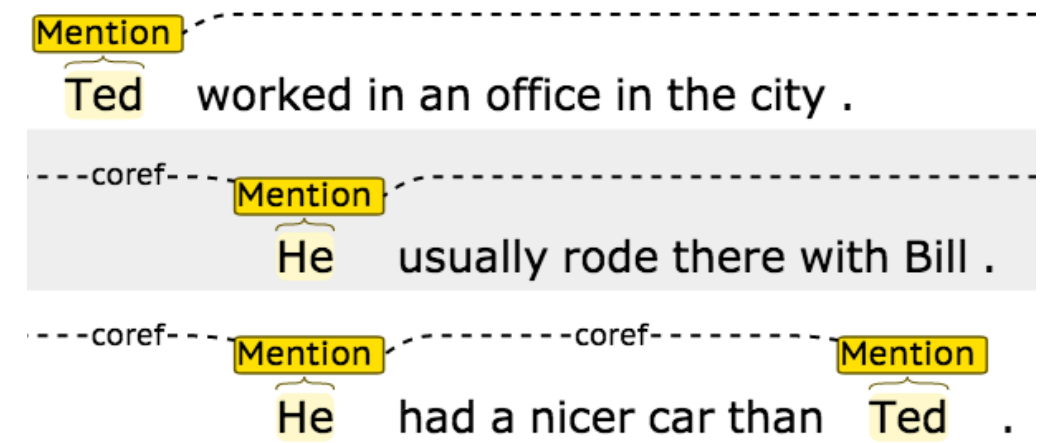 Mention
Ted worked in an office in the city .
coref
Mention
He usually rode there with Bill .
coref coref
Mention Mention
He had a nicer car than Ted .